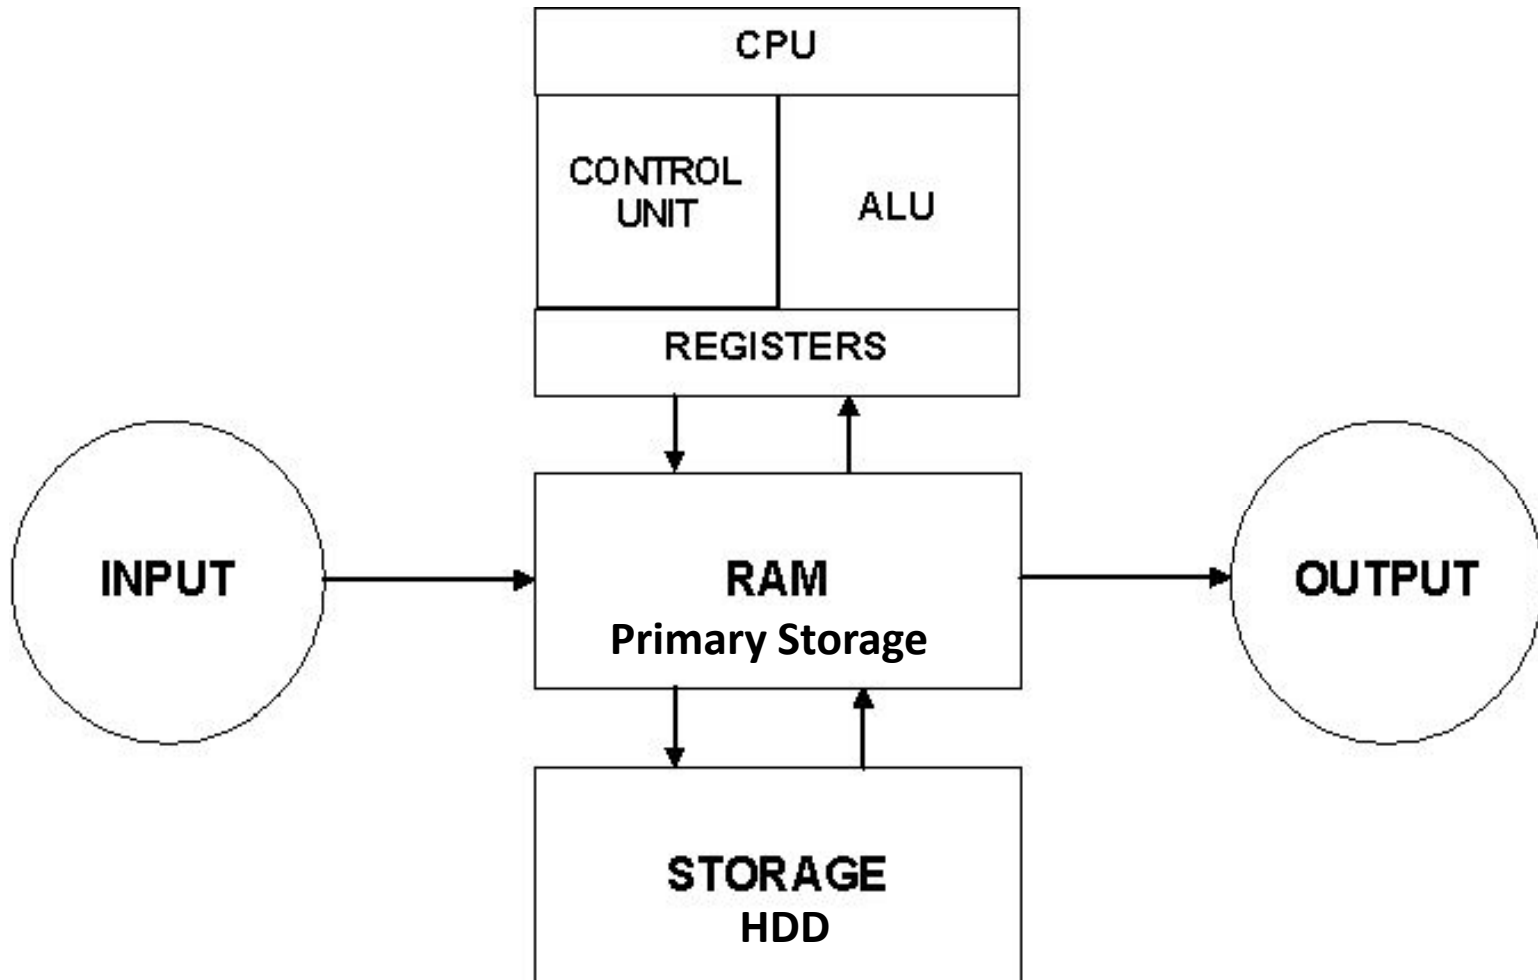 CPU
CONTROL
UNIT
ALU
REGISTERS
INPUT
RAM
Primary Storage
OUTPUT
STORAGE
HDD